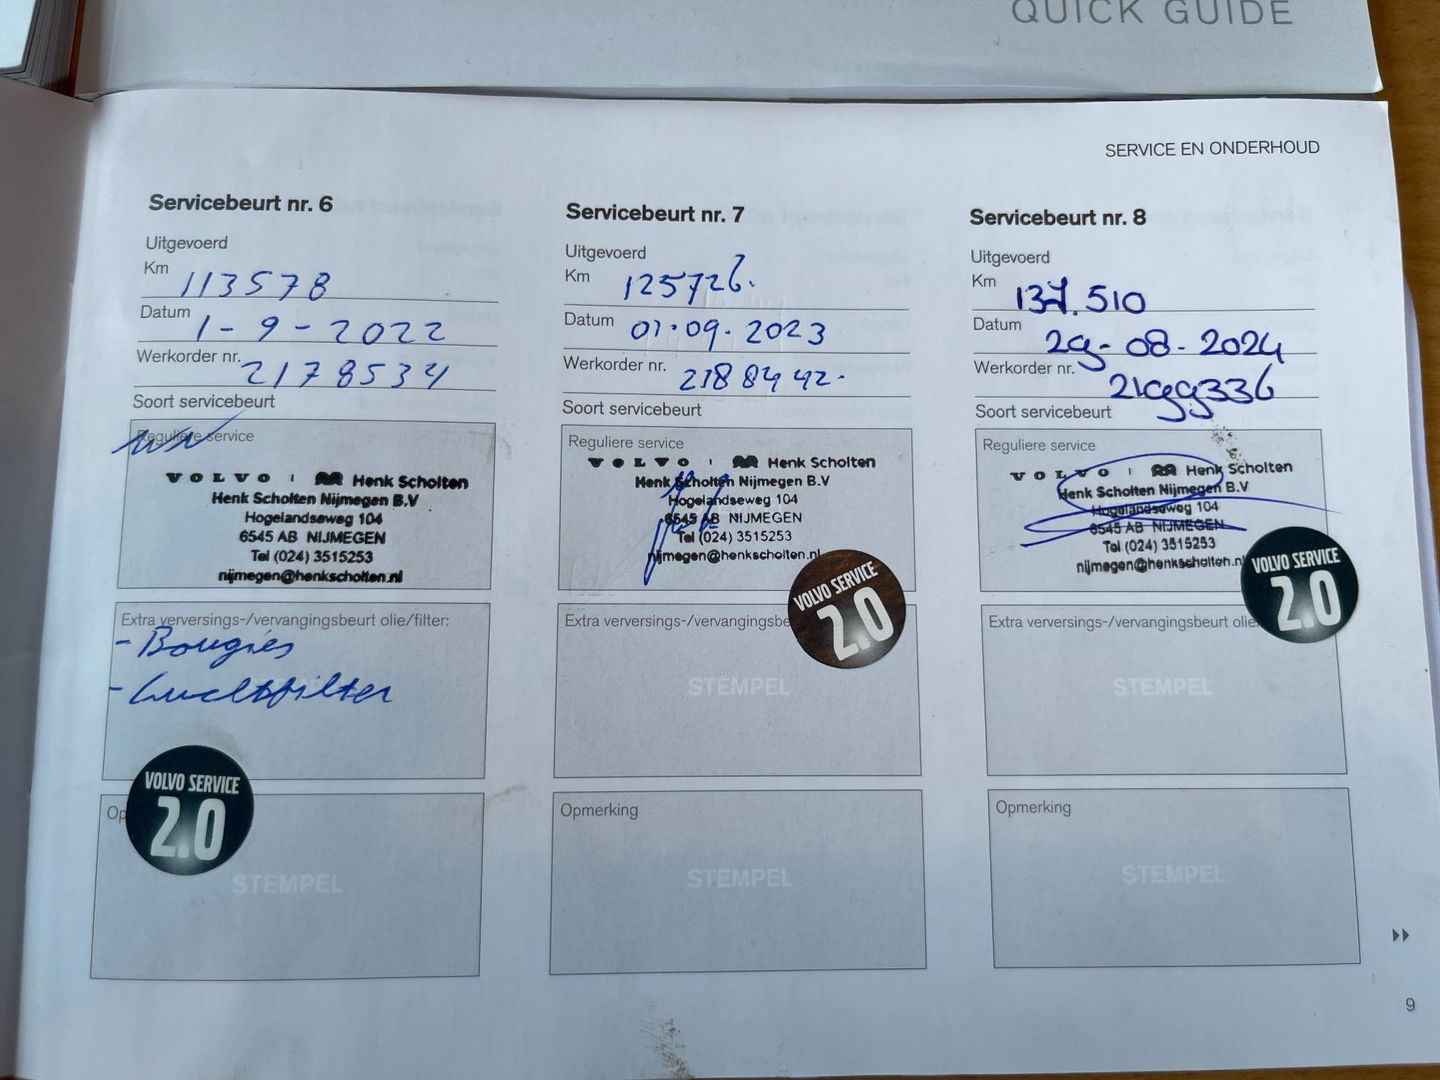 QUICK GUIDE
SERVICE EN ONDERHOUD
Servicebeurt nr. 6
Uitgevoerd
Km 113578
Datum 1-9-2022
Werkorder nr. 2178534
Soort servicebeurt
Reguliere service
VOLVO | Henk Scholten
Henk Scholten Nijmegen B.V
Hogelandseweg 104
6545 AB NIJMEGEN
Tel (024) 3515253
nijmegen@henkscholten.nl
Extra verversings-/vervangingsbeurt olie/filter:
- Bougies
- Luchtfilter
VOLVO SERVICE
2.0
Op
STEMPEL
Servicebeurt nr. 7
Uitgevoerd
Km 125726.
Datum 01·09·2023
Werkorder nr. 2188442-
Soort servicebeurt
Reguliere service
VOLVO | Henk Scholten
Henk Scholten Nijmegen B.V
Hogelandseweg 104
6545 AB NIJMEGEN
Tel (024) 3515253
nijmegen@henkscholten.nl
VOLVO SERVICE
2.0
Extra verversings-/vervangingsbe
STEMPEL
Opmerking
STEMPEL
Servicebeurt nr. 8
Uitgevoerd
Km 137.510
Datum 29-08-2024
Werkorder nr. 2199336
Soort servicebeurt
Reguliere service
VOLVO | Henk Scholten
Henk Scholten Nijmegen B.V
Hogelandseweg 104
6545 AB NIJMEGEN
Tel (024) 3515253
nijmegen@henkscholten.nl
VOLVO SERVICE
2.0
Extra verversings-/vervangingsbeurt olie
STEMPEL
Opmerking
STEMPEL
9